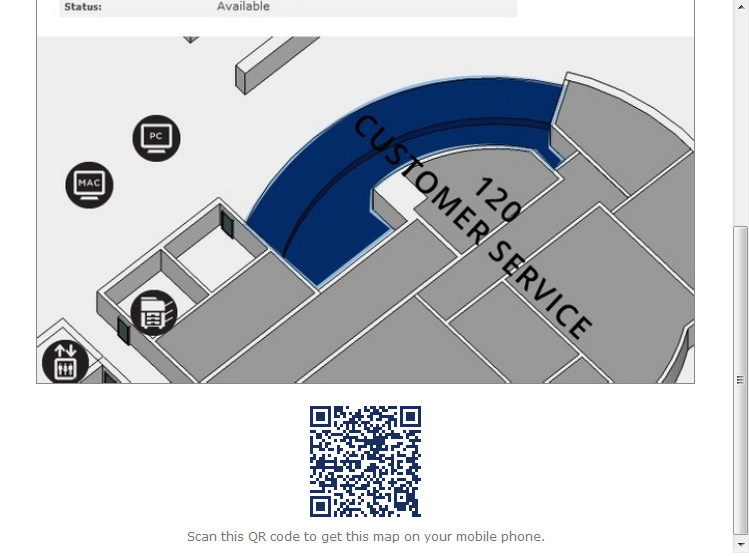 Status: Available
PC
MAC
CUSTOMER SERVICE
120
Scan this QR code to get this map on your mobile phone.